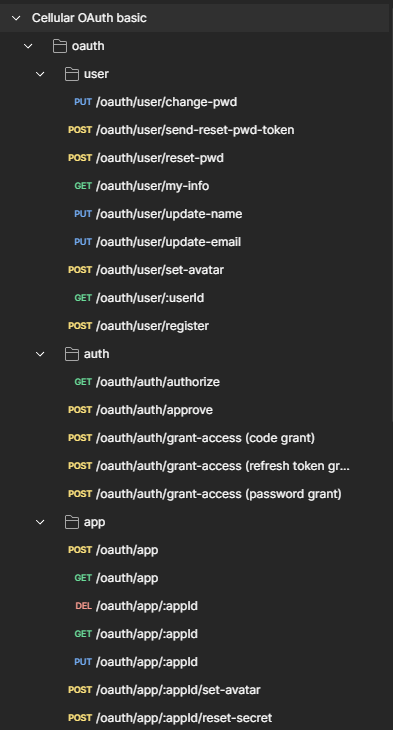 Cellular OAuth basic
oauth
user
PUT /oauth/user/change-pwd
POST /oauth/user/send-reset-pwd-token
POST /oauth/user/reset-pwd
GET /oauth/user/my-info
PUT /oauth/user/update-name
PUT /oauth/user/update-email
POST /oauth/user/set-avatar
GET /oauth/user/:userId
POST /oauth/user/register
auth
GET /oauth/auth/authorize
POST /oauth/auth/approve
POST /oauth/auth/grant-access (code grant)
POST /oauth/auth/grant-access (refresh token gr...
POST /oauth/auth/grant-access (password grant)
app
POST /oauth/app
GET /oauth/app
DEL /oauth/app/:appId
GET /oauth/app/:appId
PUT /oauth/app/:appId
POST /oauth/app/:appId/set-avatar
POST /oauth/app/:appId/reset-secret